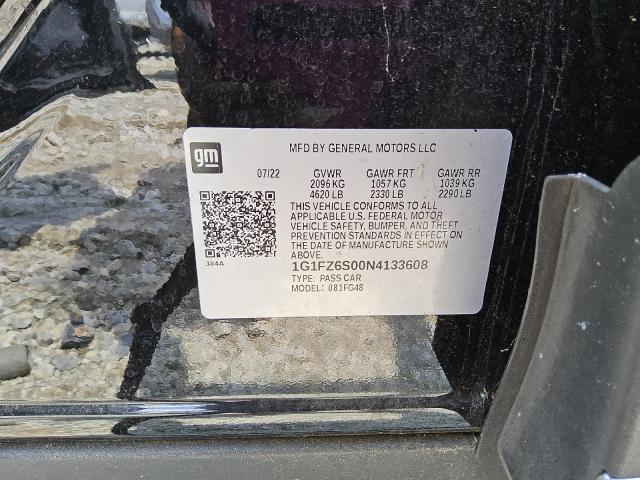 gm
MFD BY GENERAL MOTORS LLC
07/22 GVWR GAWR FRT GAWR RR
2096 KG 1057 KG 1039 KG
4620 LB 2330 LB 2290 LB
THIS VEHICLE CONFORMS TO ALL
APPLICABLE U.S. FEDERAL MOTOR
VEHICLE SAFETY, BUMPER, AND THEFT
PREVENTION STANDARDS IN EFFECT ON
THE DATE OF MANUFACTURE SHOWN
ABOVE.
384A
1G1FZ6S00N4133608
TYPE: PASS CAR
MODEL: 081FG48